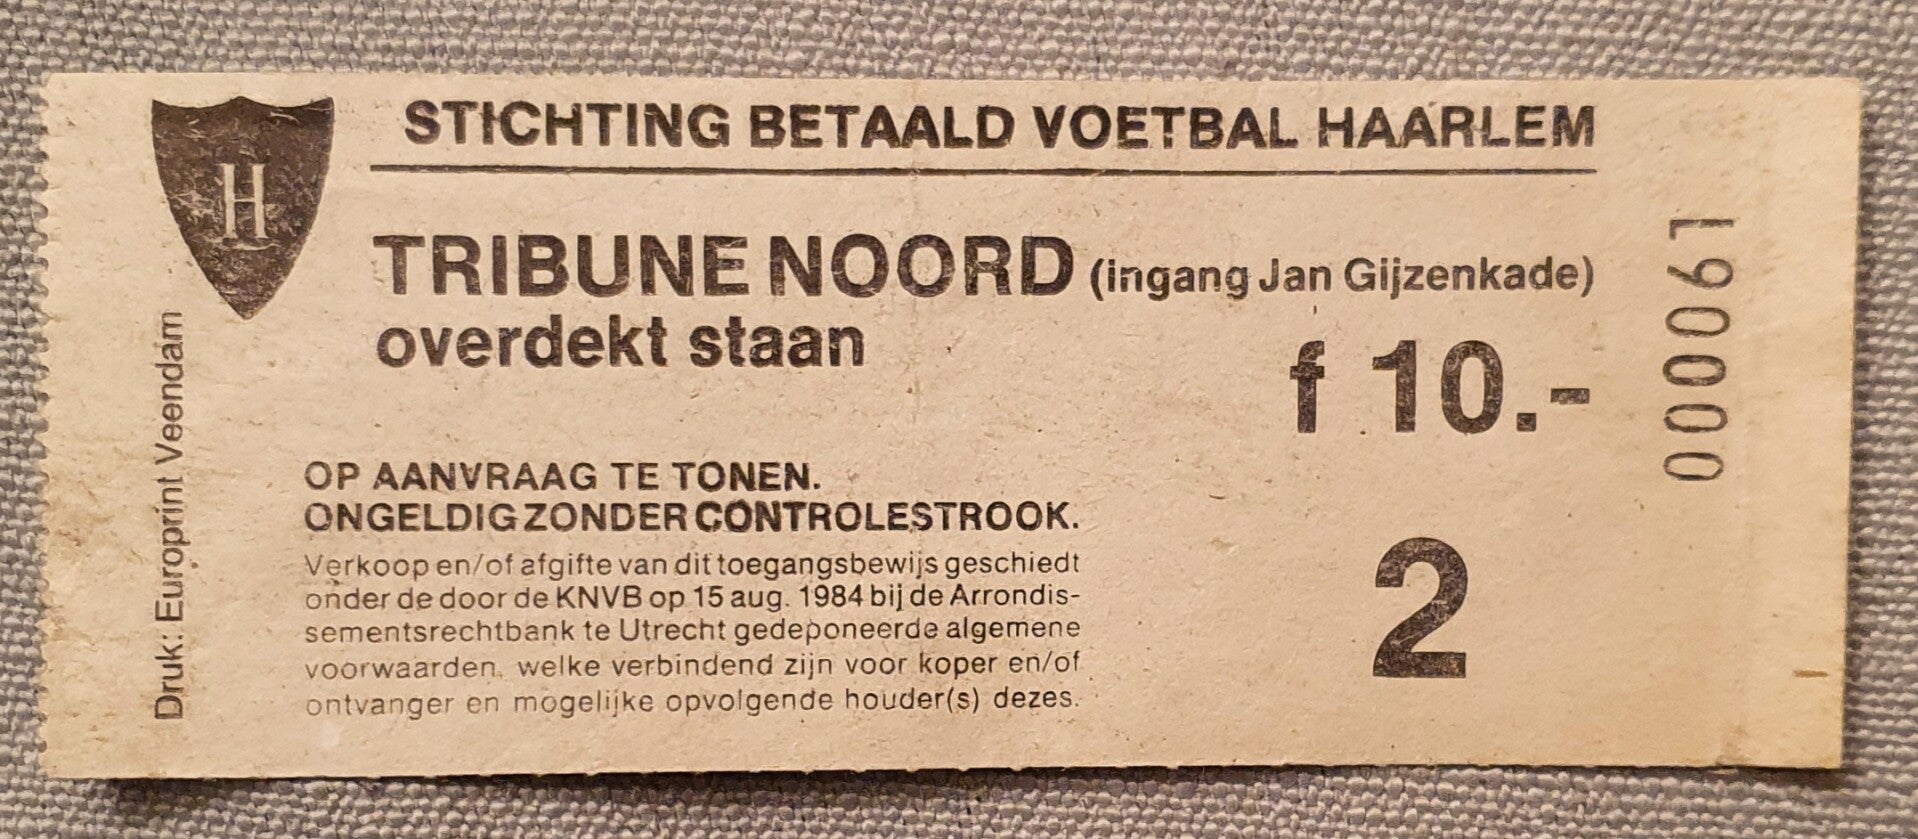 H
STICHTING BETAALD VOETBAL HAARLEM
TRIBUNE NOORD (ingang Jan Gijzenkade)
overdekt staan
f 10.-
OP AANVRAAG TE TONEN.
ONGELDIG ZONDER CONTROLESTROOK.
Verkoop en/of afgifte van dit toegangsbewijs geschiedt
onder de door de KNVB op 15 aug. 1984 bij de Arrondis-
sementsrechtbank te Utrecht gedeponeerde algemene
voorwaarden, welke verbindend zijn voor koper en/of
ontvanger en mogelijke opvolgende houder(s) dezes.
2
Druk: Europrint Veendam
000091